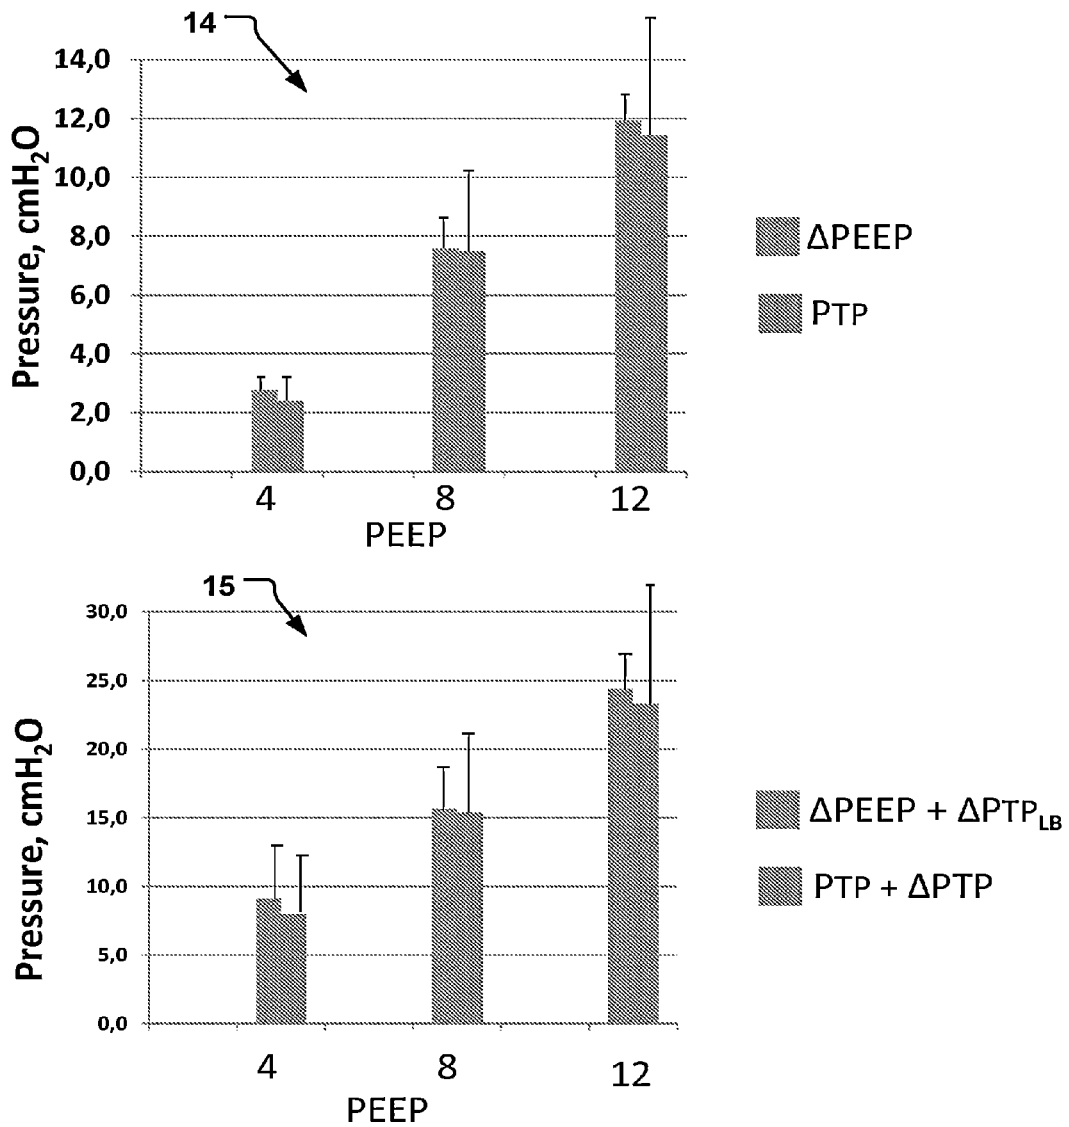 14
14,0
12,0
10,0
8,0
6,0
4,0
2,0
0,0
Pressure, cmH₂O
4 8 12
PEEP
ΔPEEP
PTP
15
30,0
25,0
20,0
15,0
10,0
5,0
0,0
Pressure, cmH₂O
4 8 12
PEEP
ΔPEEP + ΔPTP_LB
PTP + ΔPTP